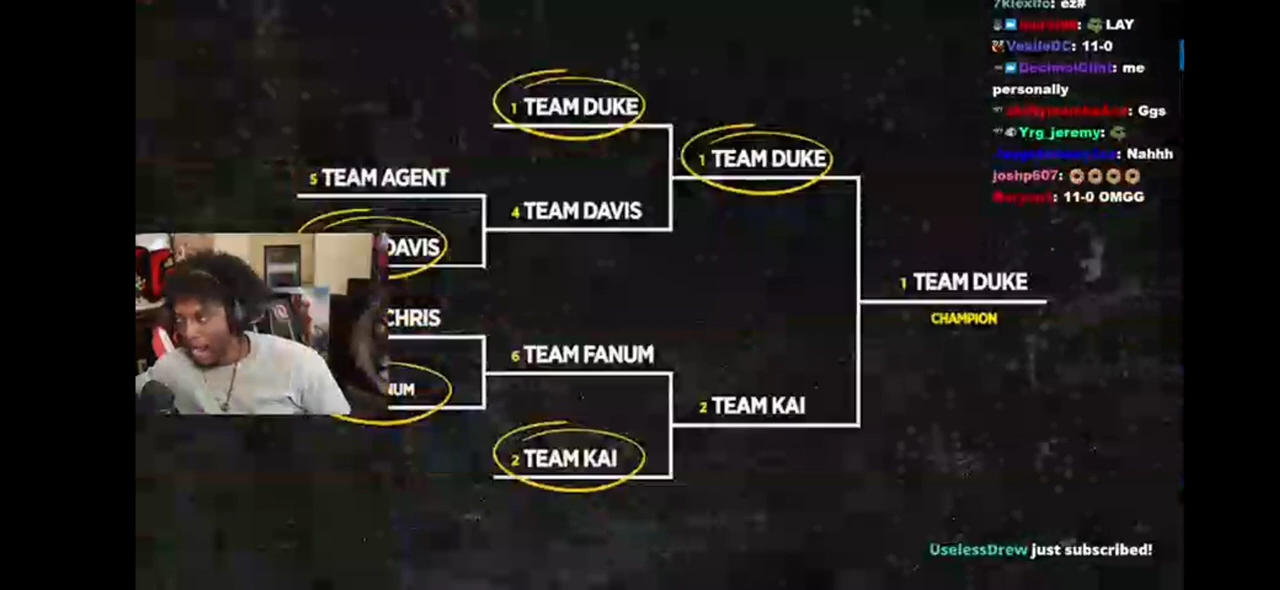 7Klexito: ez#
LAY
VexileDC: 11-0
me
personally
Ggs
Yrg_jeremy:
Nahhh
joshp607:
11-0 OMGG
1 TEAM DUKE
1 TEAM DUKE
5 TEAM AGENT
4 TEAM DAVIS
DAVIS
1 TEAM DUKE
CHAMPION
CHRIS
6 TEAM FANUM
NUM
2 TEAM KAI
2 TEAM KAI
UselessDrew just subscribed!